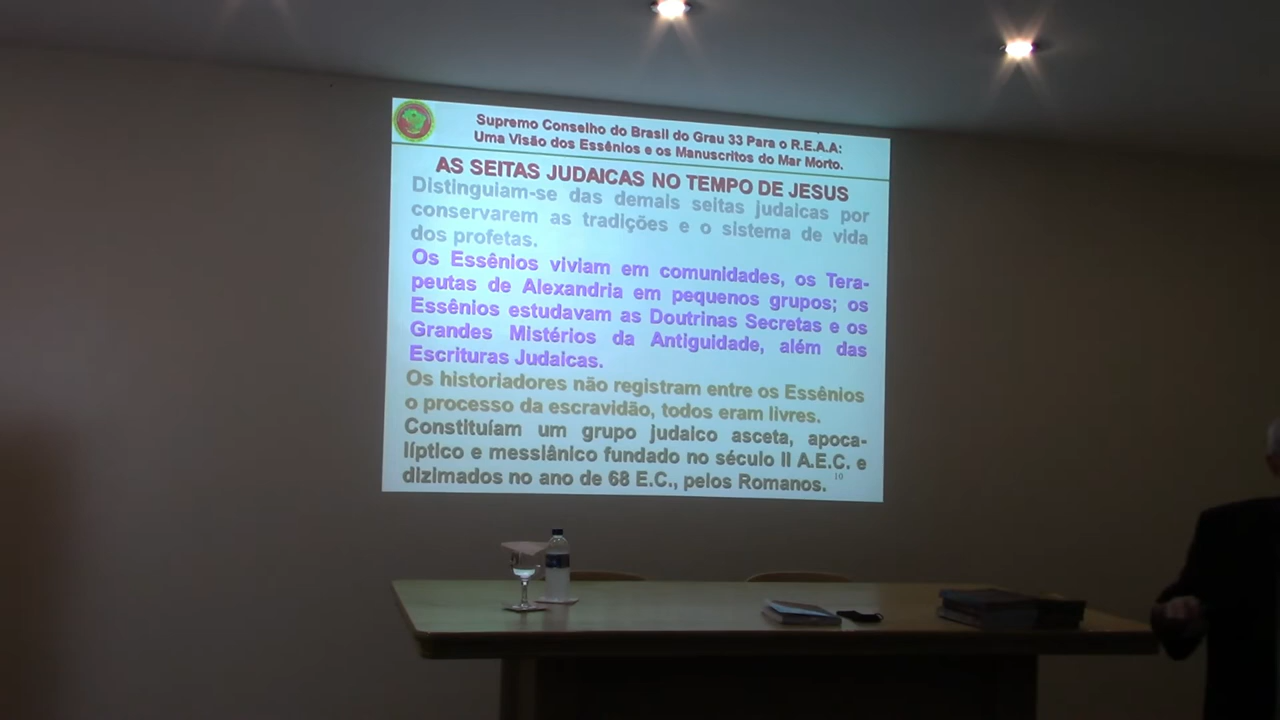 Supremo Conselho do Brasil do Grau 33 Para o R.E.A.A:
Uma Visão dos Essênios e os Manuscritos do Mar Morto.
AS SEITAS JUDAICAS NO TEMPO DE JESUS
Distinguiam-se das demais seitas judaicas por
conservarem as tradições e o sistema de vida
dos profetas.
Os Essênios viviam em comunidades, os Tera-
peutas de Alexandria em pequenos grupos; os
Essênios estudavam as Doutrinas Secretas e os
Grandes Mistérios da Antiguidade, além das
Escrituras Judaicas.
Os historiadores não registram entre os Essênios
o processo da escravidão, todos eram livres.
Constituíam um grupo judaico asceta, apoca-
líptico e messiânico fundado no século II A.E.C. e
dizimados no ano de 68 E.C., pelos Romanos.
10